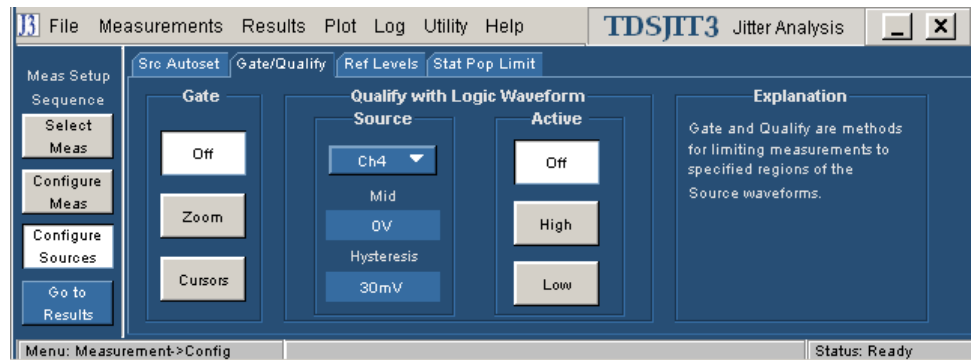 J3 File Measurements Results Plot Log Utility Help TDSJIT3 Jitter Analysis
Meas Setup
Sequence
Select
Meas
Configure
Meas
Configure
Sources
Go to
Results
Src Autoset Gate/Qualify Ref Levels Stat Pop Limit
Gate
Off
Zoom
Cursors
Qualify with Logic Waveform
Source
Ch4
Mid
0V
Hysteresis
30mV
Active
Off
High
Low
Explanation
Gate and Qualify are methods
for limiting measurements to
specified regions of the
Source waveforms.
Menu: Measurement->Config Status: Ready